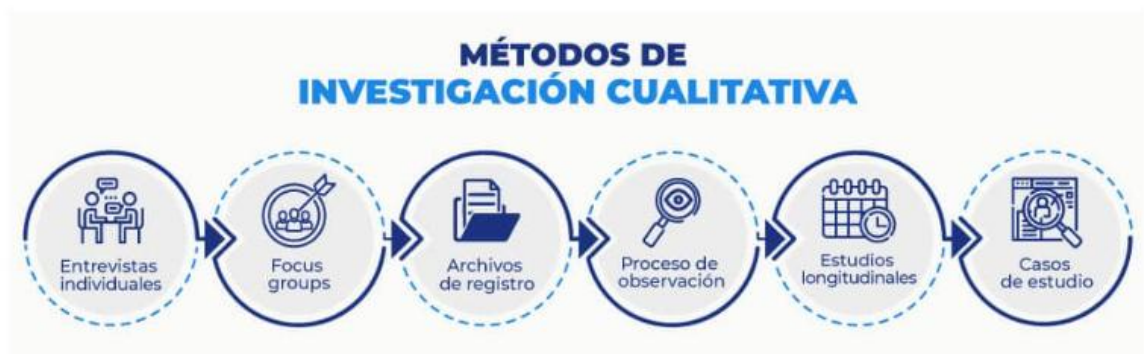 MÉTODOS DE
INVESTIGACIÓN CUALITATIVA
Entrevistas
individuales
Focus
groups
Archivos
de registro
Proceso de
observación
Estudios
longitudinales
Casos
de estudio